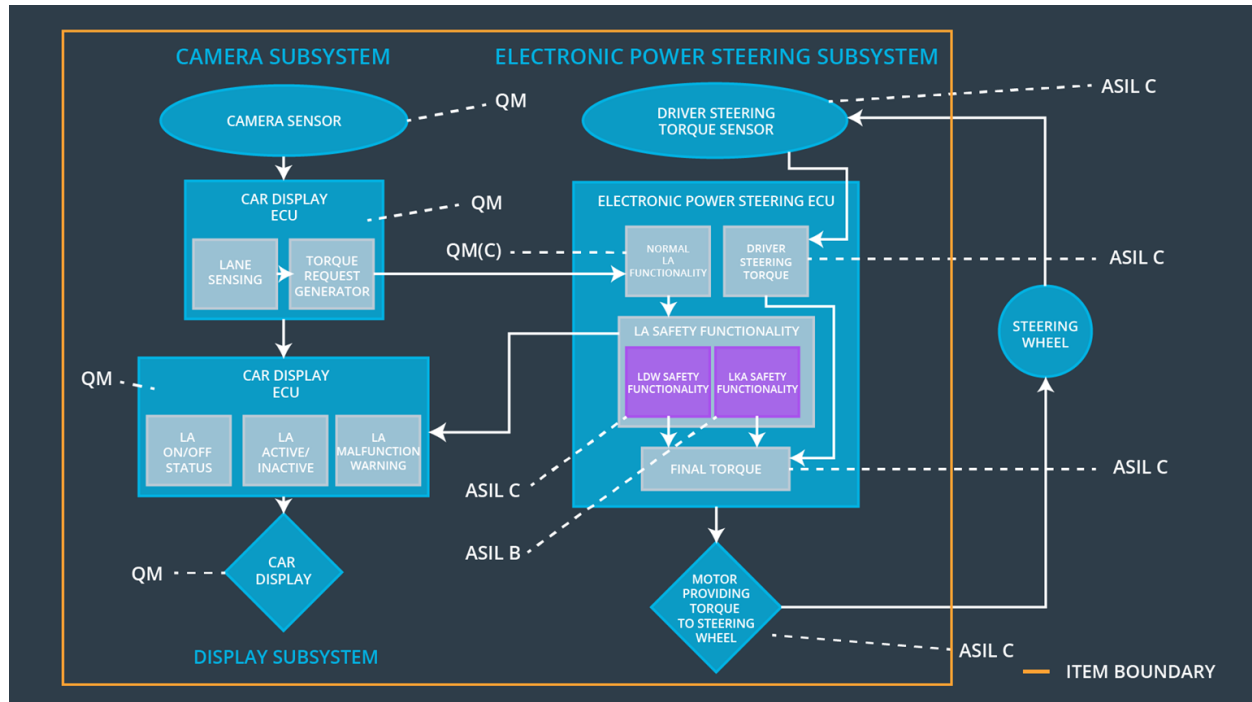 CAMERA SUBSYSTEM
ELECTRONIC POWER STEERING SUBSYSTEM
CAMERA SENSOR
QM
DRIVER STEERING
TORQUE SENSOR
ASIL C
CAR DISPLAY
ECU
QM
LANE
SENSING
TORQUE
REQUEST
GENERATOR
ELECTRONIC POWER STEERING ECU
QM(C)
NORMAL
LA
FUNCTIONALITY
DRIVER
STEERING
TORQUE
ASIL C
LA SAFETY FUNCTIONALITY
LDW SAFETY
FUNCTIONALITY
LKA SAFETY
FUNCTIONALITY
STEERING
WHEEL
QM
CAR DISPLAY
ECU
LA
ON/OFF
STATUS
LA
ACTIVE/
INACTIVE
LA
MALFUNCTION
WARNING
FINAL TORQUE
ASIL C
ASIL C
ASIL B
QM
CAR
DISPLAY
MOTOR
PROVIDING
TORQUE
TO STEERING
WHEEL
ASIL C
DISPLAY SUBSYSTEM
ITEM BOUNDARY